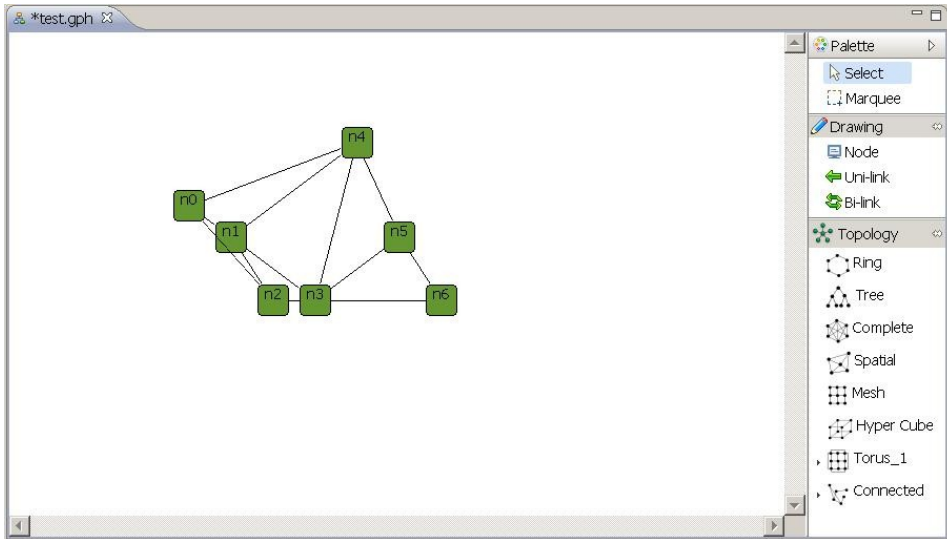 *test.gph
n4
n0
n1
n5
n2
n3
n6
Palette
Select
Marquee
Drawing
Node
Uni-link
Bi-link
Topology
Ring
Tree
Complete
Spatial
Mesh
Hyper Cube
Torus_1
Connected